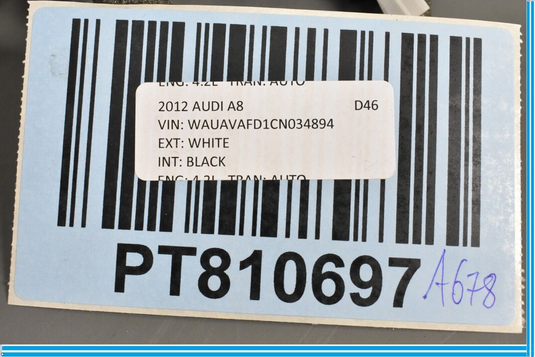 ENG: 4.2L TRAN: AUTO
2012 AUDI A8 D46
VIN: WAUAVAFD1CN034894
EXT: WHITE
INT: BLACK
ENG: 4.2L TRAN: AUTO
PT810697 A678